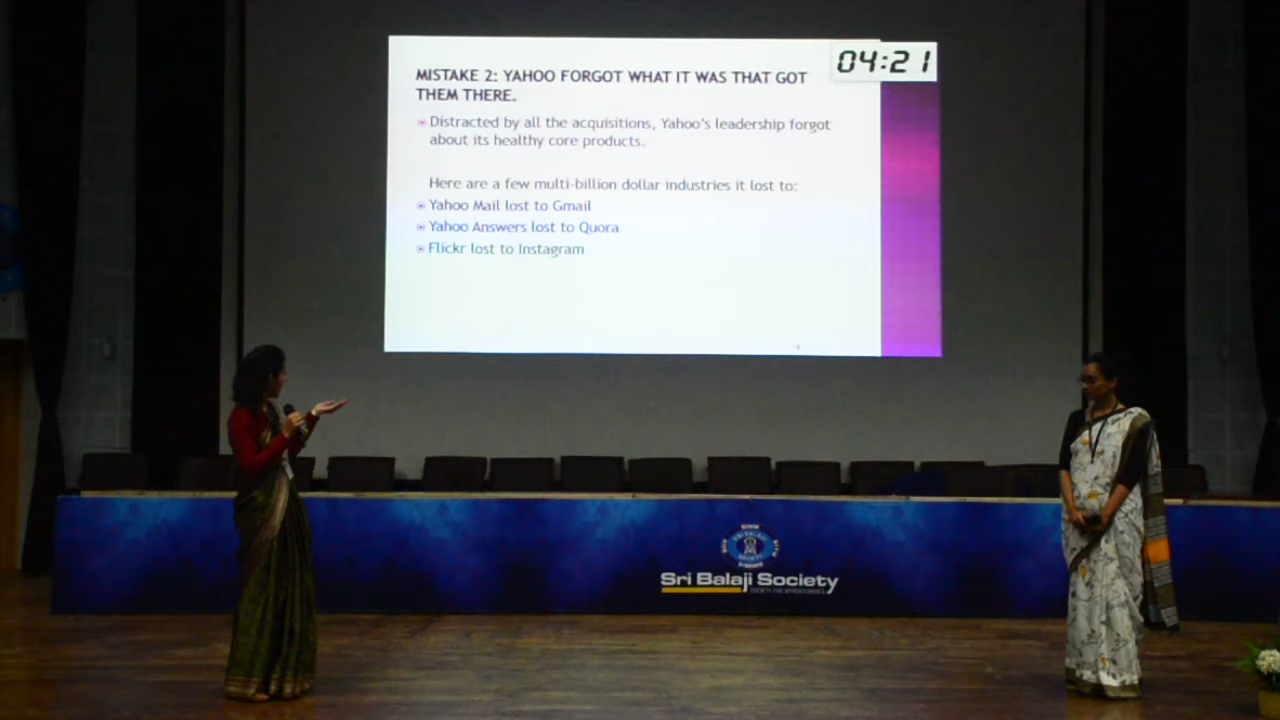 04:21
MISTAKE 2: YAHOO FORGOT WHAT IT WAS THAT GOT
THEM THERE.
Distracted by all the acquisitions, Yahoo's leadership forgot
about its healthy core products.
Here are a few multi-billion dollar industries it lost to:
Yahoo Mail lost to Gmail
Yahoo Answers lost to Quora
Flickr lost to Instagram
Sri Balaji Society